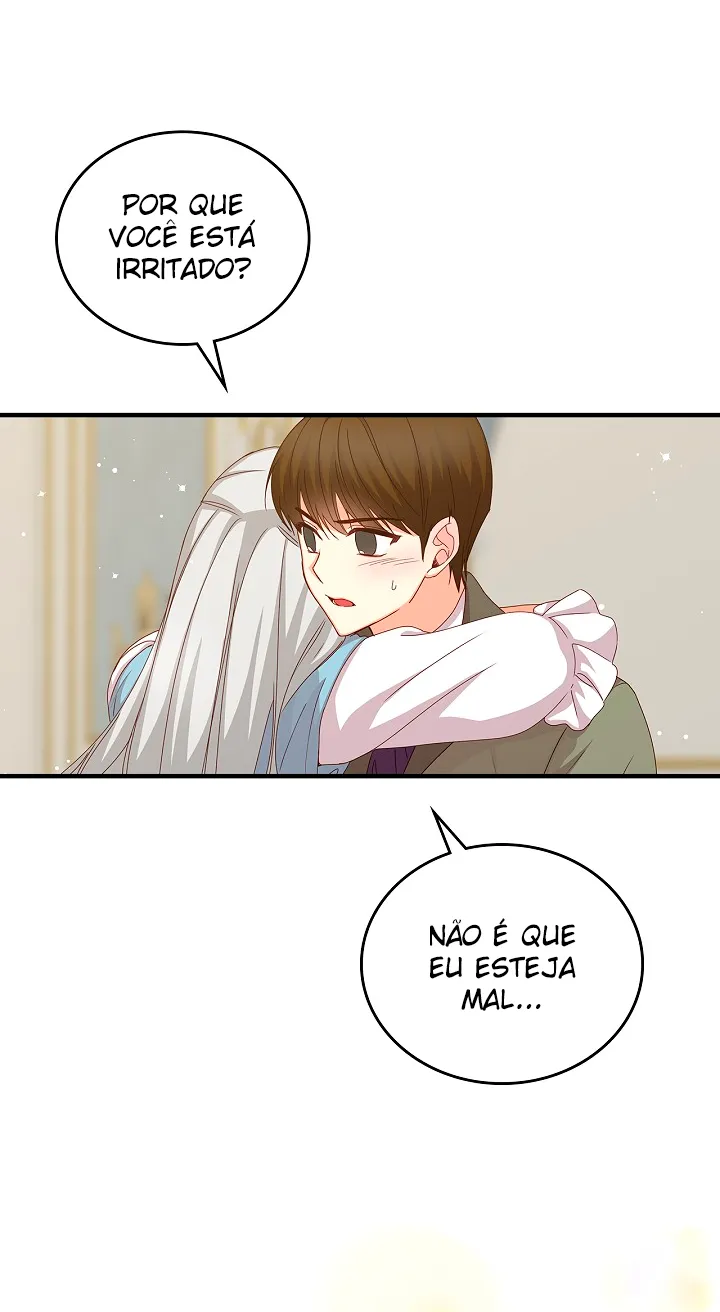 POR QUE
VOCÊ ESTÁ
IRRITADO?
NÃO É QUE
EU ESTEJA
MAL...